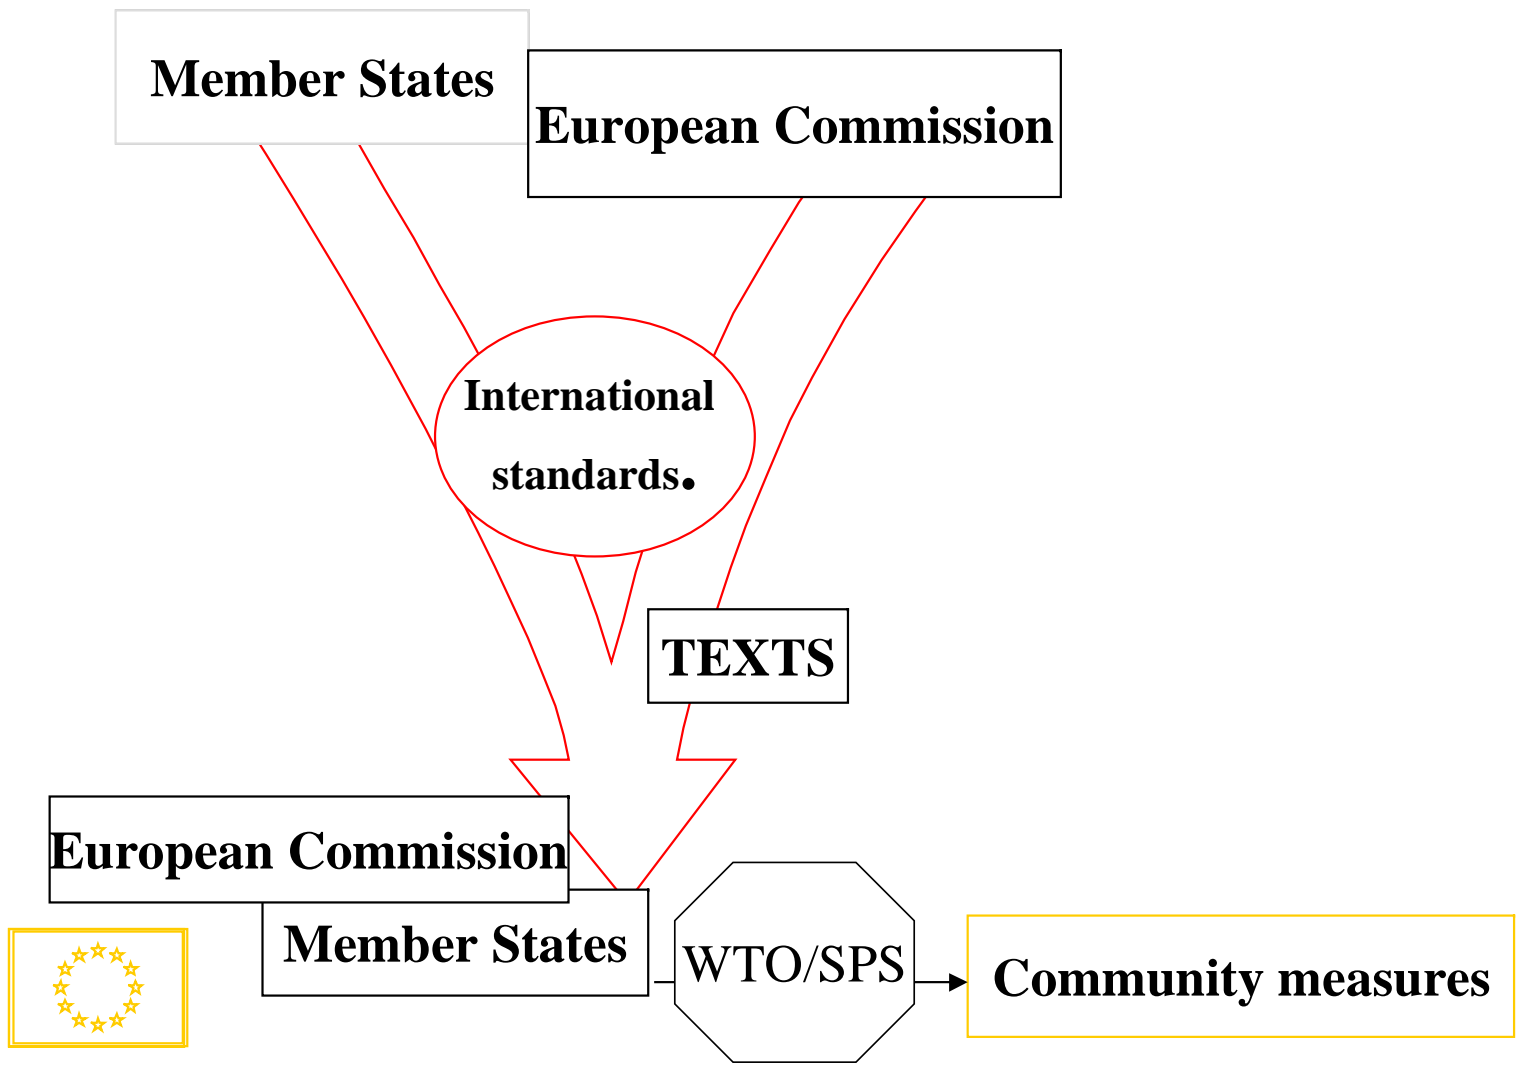 Member States
European Commission
International
standards.
TEXTS
European Commission
Member States
WTO/SPS
Community measures